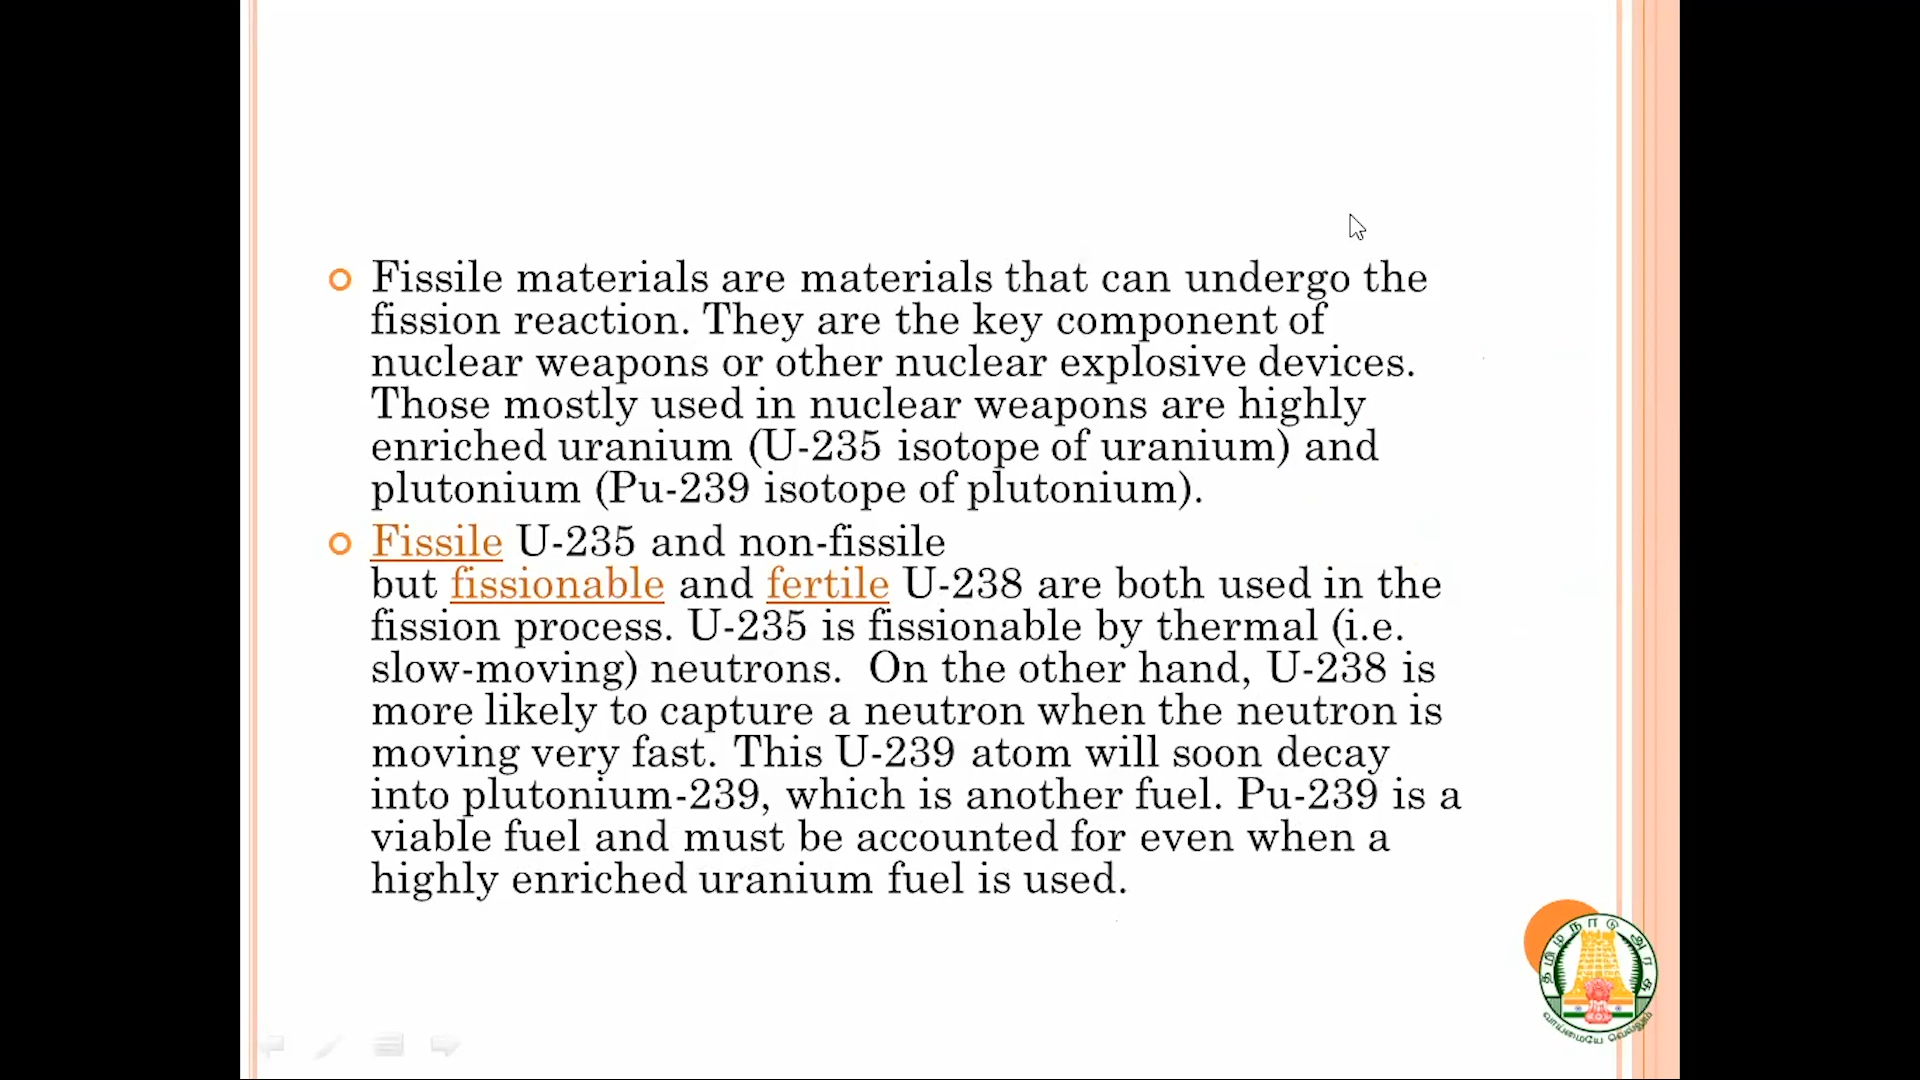 Fissile materials are materials that can undergo the
fission reaction. They are the key component of
nuclear weapons or other nuclear explosive devices.
Those mostly used in nuclear weapons are highly
enriched uranium (U-235 isotope of uranium) and
plutonium (Pu-239 isotope of plutonium).
Fissile U-235 and non-fissile
but fissionable and fertile U-238 are both used in the
fission process. U-235 is fissionable by thermal (i.e.
slow-moving) neutrons.  On the other hand, U-238 is
more likely to capture a neutron when the neutron is
moving very fast. This U-239 atom will soon decay
into plutonium-239, which is another fuel. Pu-239 is a
viable fuel and must be accounted for even when a
highly enriched uranium fuel is used.
தமிழ்நாடு அரசு
வாய்மையே வெல்லும்